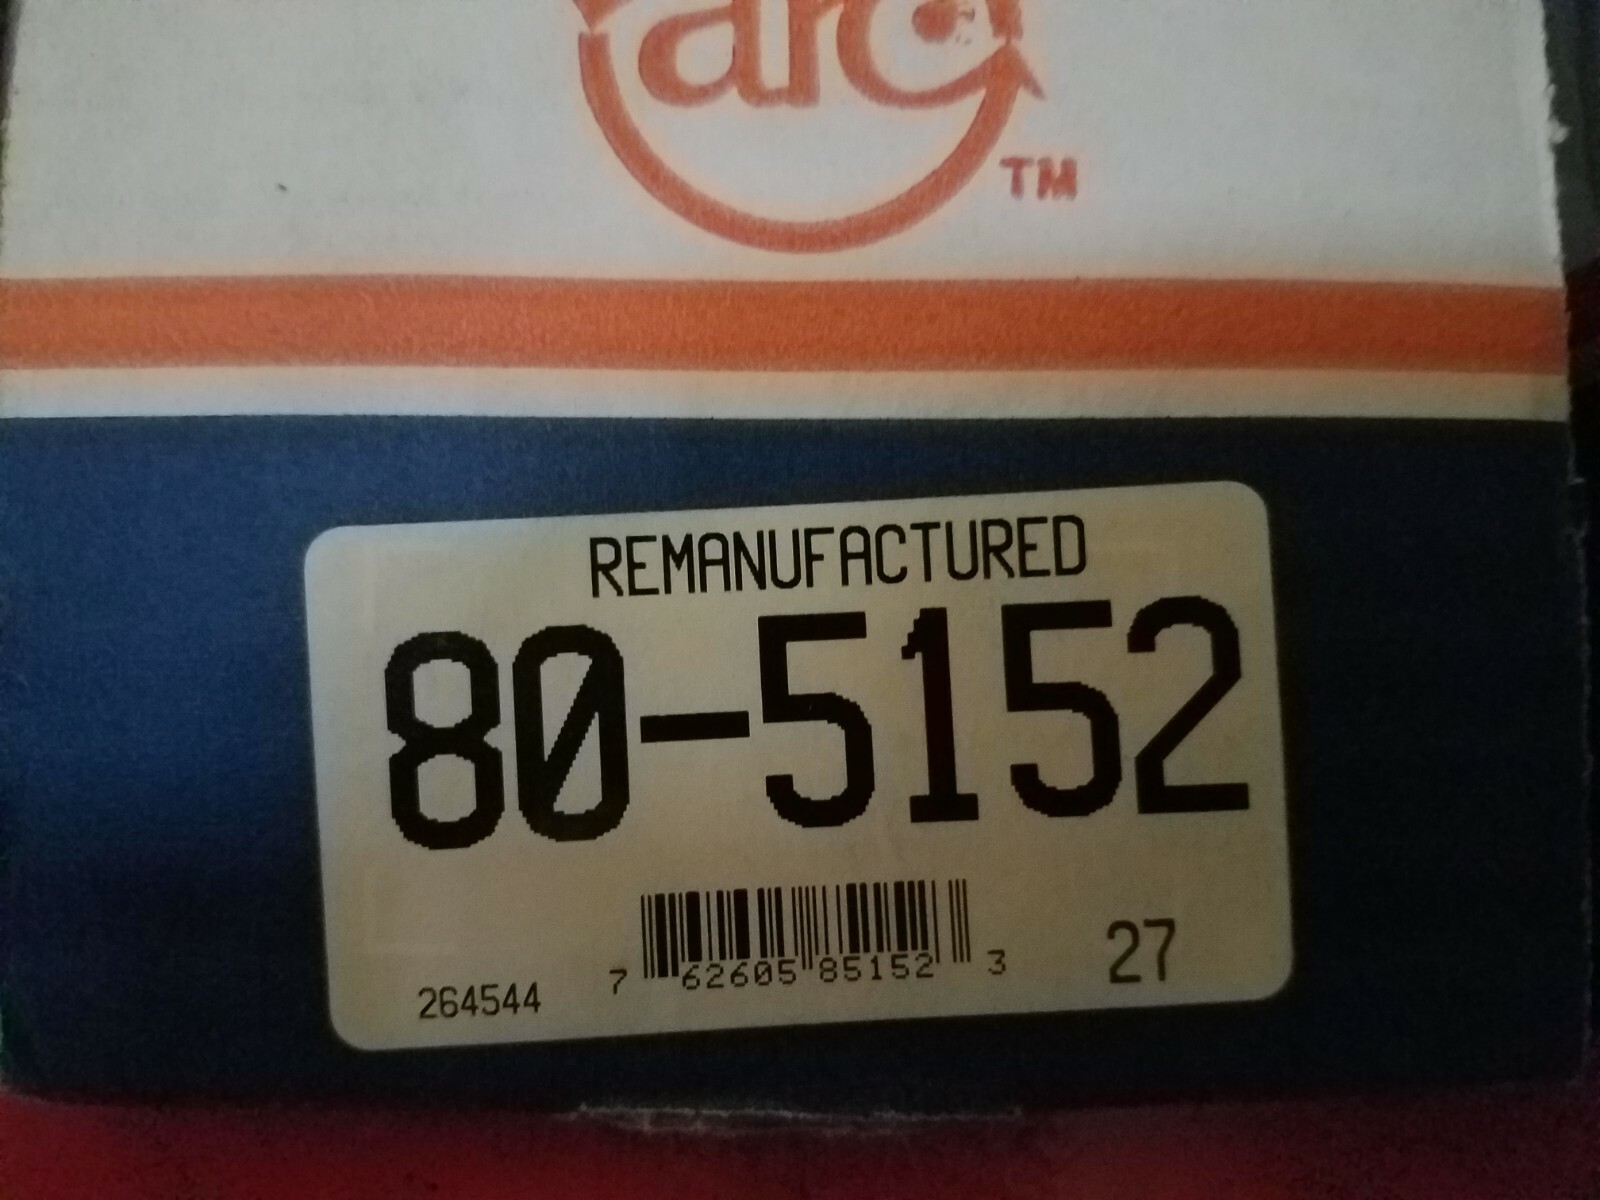 arc
TM
REMANUFACTURED
80-5152
264544
7 62605 85152 3
27